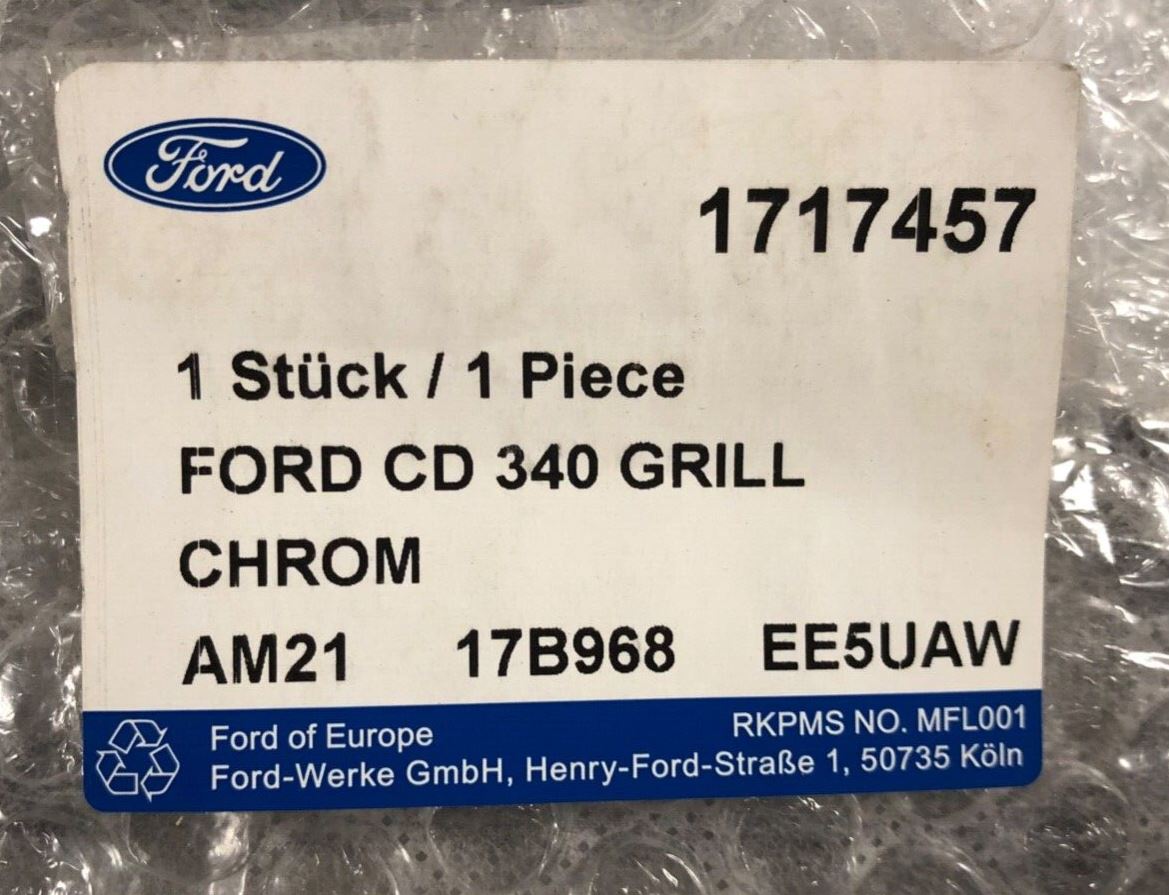 Ford
1717457
1 Stück / 1 Piece
FORD CD 340 GRILL
CHROM
AM21 17B968 EE5UAW
Ford of Europe RKPMS NO. MFL001
Ford-Werke GmbH, Henry-Ford-Straße 1, 50735 Köln